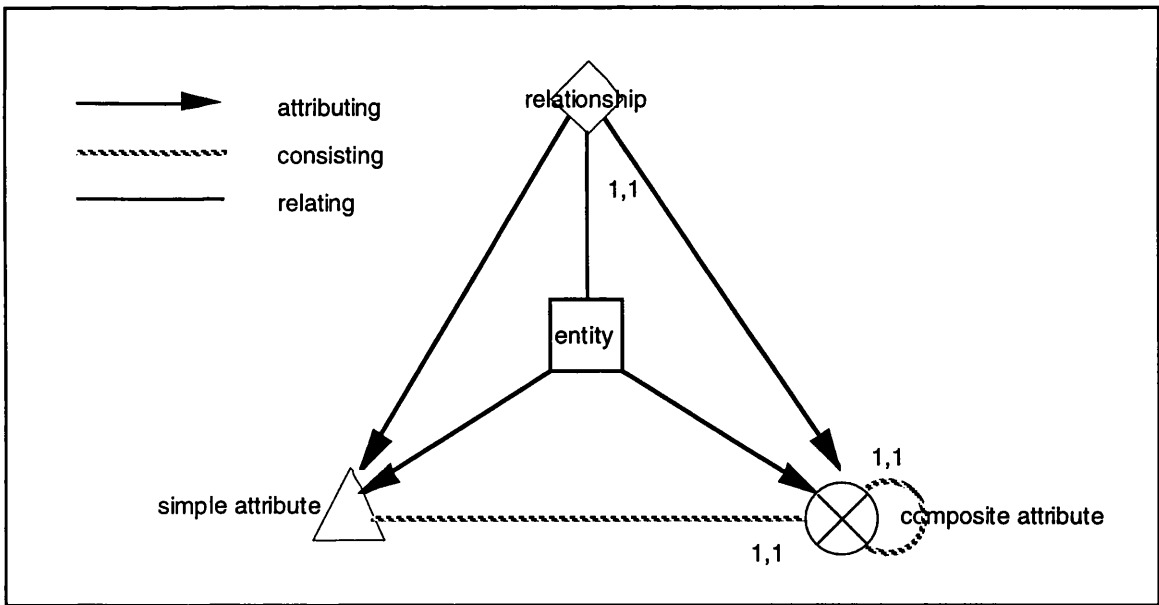 relationship
attributing
consisting
relating
1,1
entity
1,1
simple attribute
composite attribute
1,1